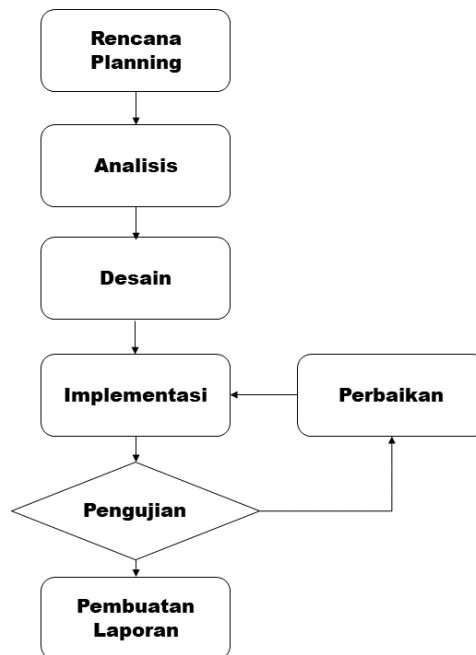 Rencana
Planning
Analisis
Desain
Implementasi
Perbaikan
Pengujian
Pembuatan
Laporan